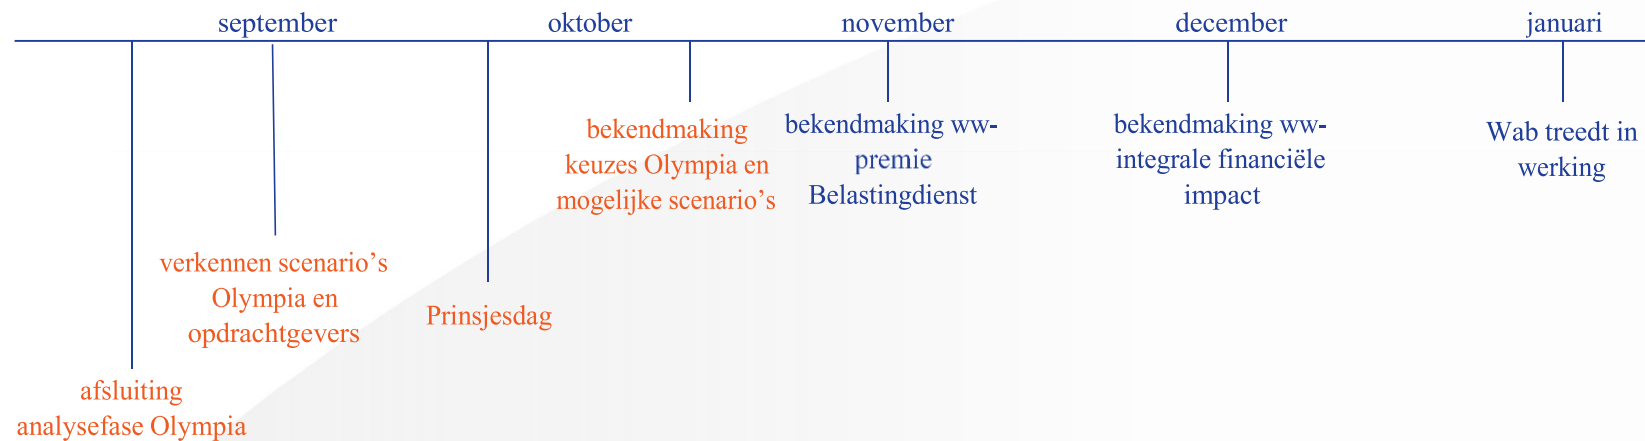 september
oktober
november
december
januari
afsluiting
analysefase Olympia
verkennen scenario’s
Olympia en
opdrachtgevers
Prinsjesdag
bekendmaking
keuzes Olympia en
mogelijke scenario’s
bekendmaking ww-
premie
Belastingdienst
bekendmaking ww-
integrale financiële
impact
Wab treedt in
werking